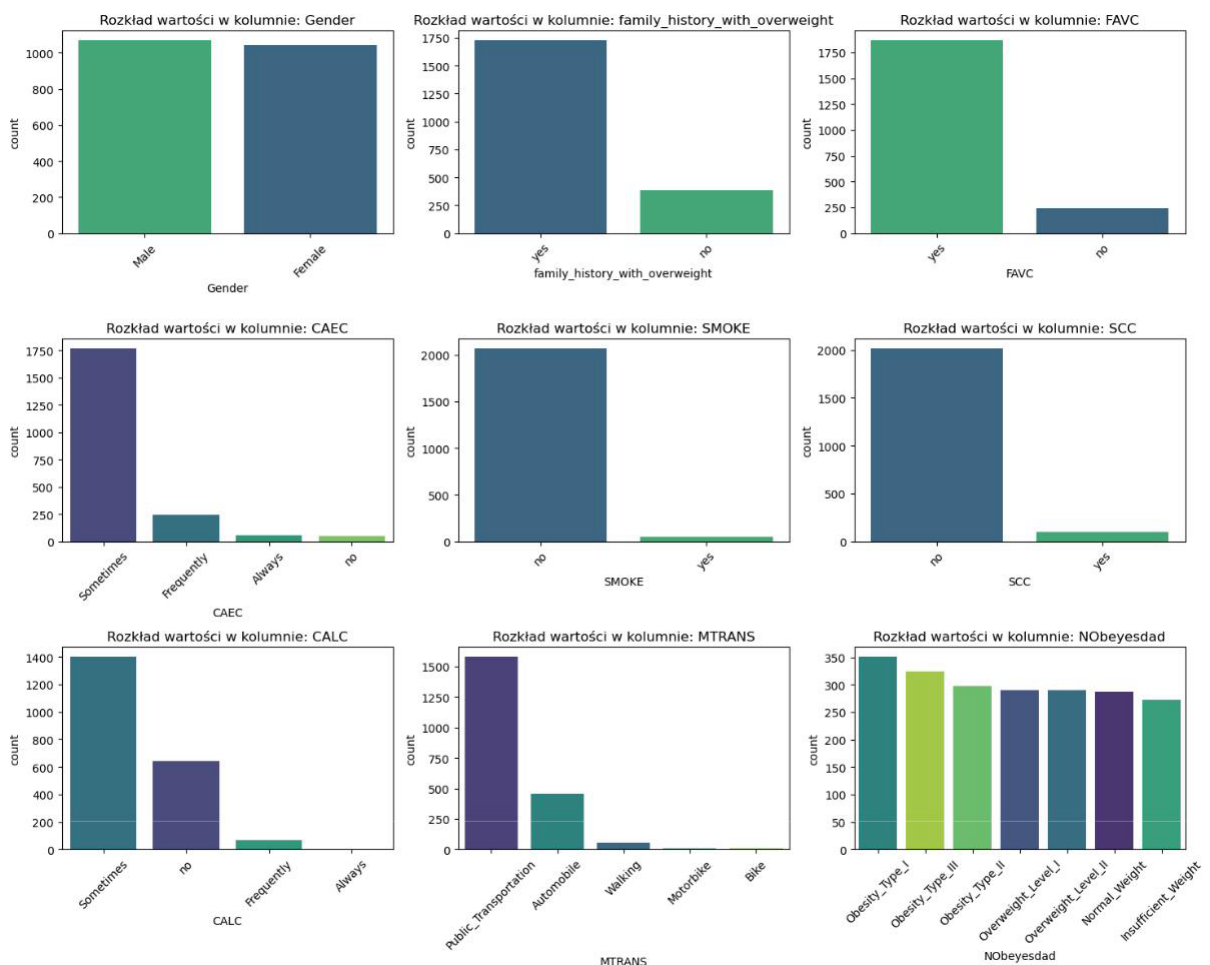 Rozkład wartości w kolumnie: Gender
count
1000
800
600
400
200
0
Male
Female
Gender
Rozkład wartości w kolumnie: family_history_with_overweight
count
1750
1500
1250
1000
750
500
250
0
yes
no
family_history_with_overweight
Rozkład wartości w kolumnie: FAVC
count
1750
1500
1250
1000
750
500
250
0
yes
no
FAVC
Rozkład wartości w kolumnie: CAEC
count
1750
1500
1250
1000
750
500
250
0
Sometimes
Frequently
Always
no
CAEC
Rozkład wartości w kolumnie: SMOKE
count
2000
1500
1000
500
0
no
yes
SMOKE
Rozkład wartości w kolumnie: SCC
count
2000
1500
1000
500
0
no
yes
SCC
Rozkład wartości w kolumnie: CALC
count
1400
1200
1000
800
600
400
200
0
Sometimes
no
Frequently
Always
CALC
Rozkład wartości w kolumnie: MTRANS
count
1500
1250
1000
750
500
250
0
Public_Transportation
Automobile
Walking
Motorbike
Bike
MTRANS
Rozkład wartości w kolumnie: NObeyesdad
count
350
300
250
200
150
100
50
0
Obesity_Type_I
Obesity_Type_III
Obesity_Type_II
Overweight_Level_I
Overweight_Level_II
Normal_Weight
Insufficient_Weight
NObeyesdad